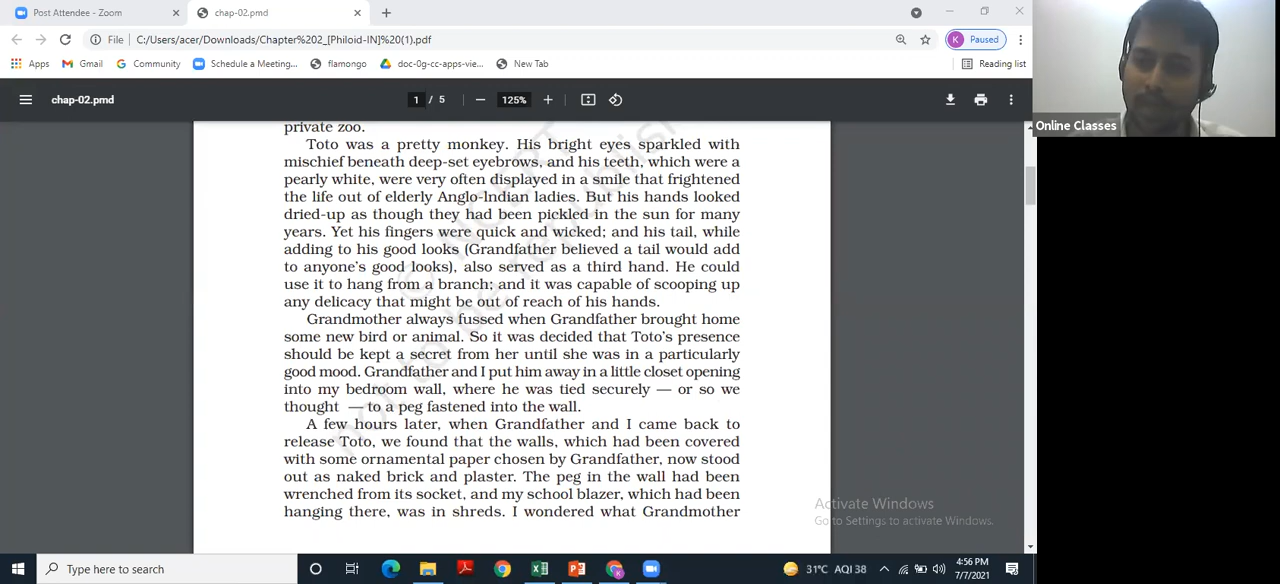 Post Attendee - Zoom
chap-02.pmd
File
C:/Users/acer/Downloads/Chapter%202_[Philoid-IN]%20(1).pdf
K
Paused
Apps
Gmail
Community
Schedule a Meeting...
flamongo
doc-0g-cc-apps-vie...
New Tab
Reading list
chap-02.pmd
1 / 5
125%
Online Classes
private zoo.
Toto was a pretty monkey. His bright eyes sparkled with
mischief beneath deep-set eyebrows, and his teeth, which were a
pearly white, were very often displayed in a smile that frightened
the life out of elderly Anglo-lndian ladies. But his hands looked
dried-up as though they had been pickled in the sun for many
years. Yet his fingers were quick and wicked; and his tail, while
adding to his good looks (Grandfather believed a tail would add
to anyone's good looks), also served as a third hand. He could
use it to hang from a branch; and it was capable of scooping up
any delicacy that might be out of reach of his hands.
Grandmother always fussed when Grandfather brought home
some new bird or animal. So it was decided that Toto's presence
should be kept a secret from her until she was in a particularly
good mood. Grandfather and I put him away in a little closet opening
into my bedroom wall, where he was tied securely — or so we
thought — to a peg fastened into the wall.
A few hours later, when Grandfather and I came back to
release Toto, we found that the walls, which had been covered
with some ornamental paper chosen by Grandfather, now stood
out as naked brick and plaster. The peg in the wall had been
wrenched from its socket, and my school blazer, which had been
hanging there, was in shreds. I wondered what Grandmother
Activate Windows
Go to Settings to activate Windows.
Type here to search
31°C AQI 38
4:56 PM
7/7/2021